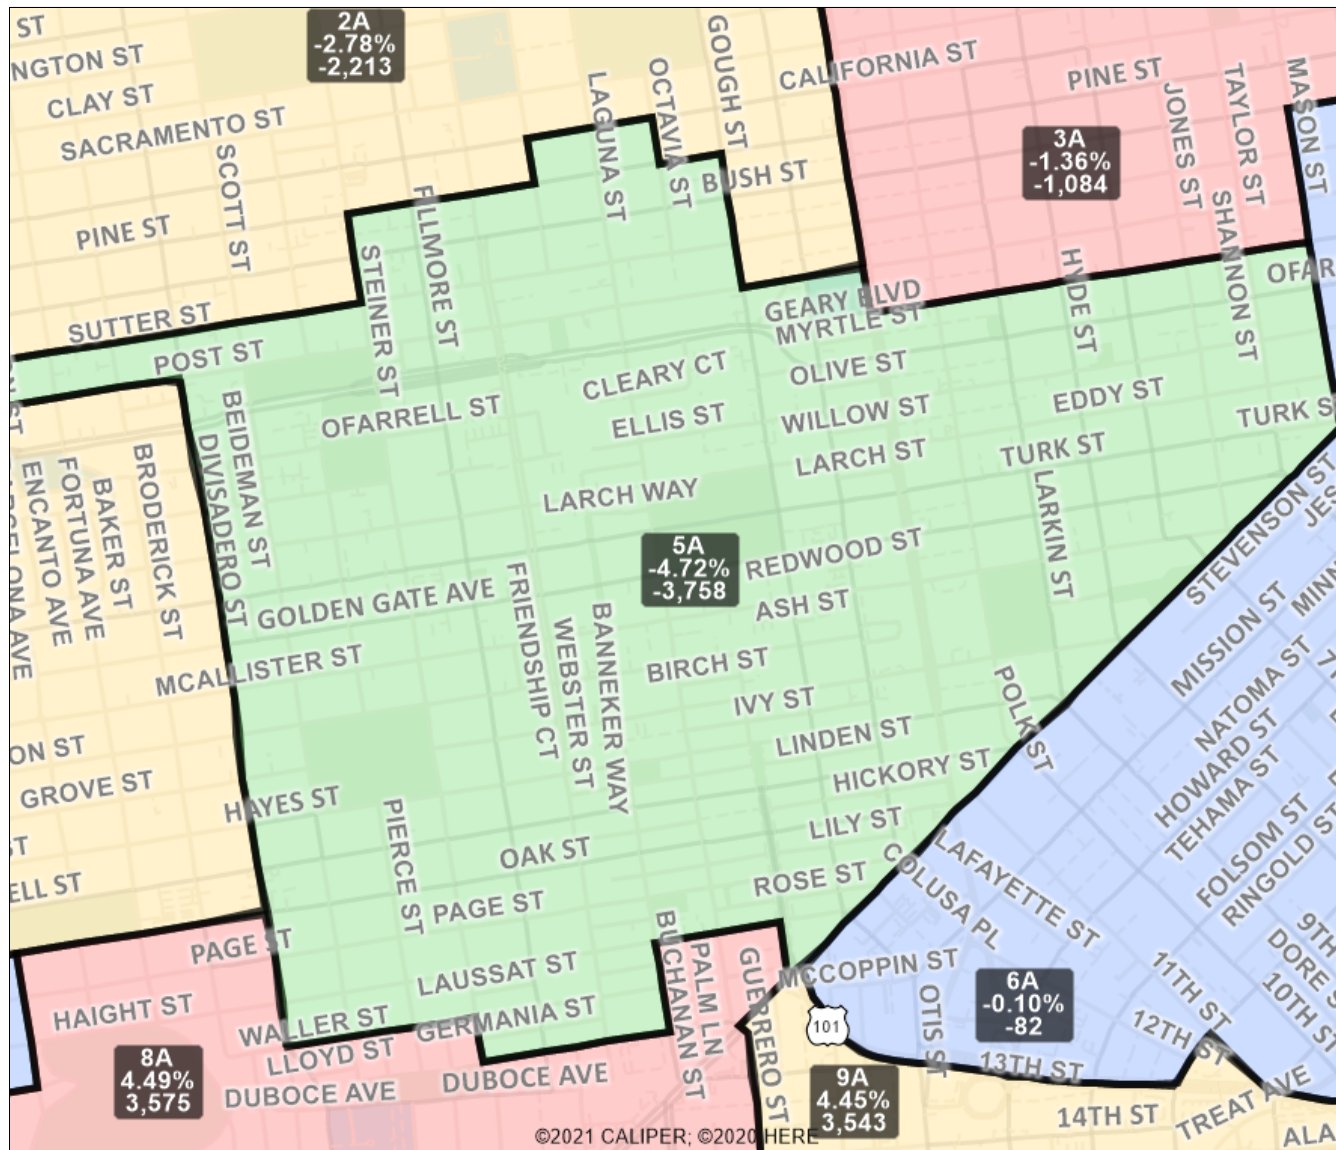 ST
2A
-2.78%
-2,213
GOUGH ST
NGTON ST
CLAY ST
SACRAMENTO ST
SCOTT ST
PINE ST
SUTTER ST
POST ST
FILLMORE ST
STEINER ST
LAGUNA ST
OCTAVIA ST
BUSH ST
CALIFORNIA ST
PINE ST
JONES ST
TAYLOR ST
MASON ST
3A
-1.36%
-1,084
SHANNON ST
HYDE ST
OFAR
GEARY BLVD
MYRTLE ST
OLIVE ST
CLEARY CT
OFARRELL ST
ELLIS ST
WILLOW ST
EDDY ST
TURK S
LARCH ST
TURK ST
LARCH WAY
LARKIN ST
BEIDEMAN ST
DIVISADERO ST
BRODERICK ST
BAKER ST
FORTUNA AVE
ENCANTO AVE
5A
-4.72%
-3,758
REDWOOD ST
ASH ST
GOLDEN GATE AVE
MCALLISTER ST
FRIENDSHIP CT
WEBSTER ST
BANNEKER WAY
BIRCH ST
IVY ST
LINDEN ST
HICKORY ST
POLK ST
STEVENSON ST
JES
MINN
MISSION ST
NATOMA ST
HOWARD ST
TEHAMA ST
FOLSOM ST
RINGOLD ST
ON ST
GROVE ST
HAYES ST
ELL ST
PIERCE ST
OAK ST
PAGE ST
LILY ST
ROSE ST
COLUSA PL
LAFAYETTE ST
PAGE ST
HAIGHT ST
WALLER ST
LLOYD ST
LAUSSAT ST
GERMANIA ST
DUBOCE AVE
DUBOCE AVE
BUCHANAN ST
PALM LN
GUERRERO ST
MCCOPPIN ST
OTIS ST
101
6A
-0.10%
-82
11TH ST
12TH ST
9TH
DORE S
10TH ST
13TH ST
14TH ST
TREAT AVE
ALA
8A
4.49%
3,575
9A
4.45%
3,543
©2021 CALIPER; ©2020 HERE